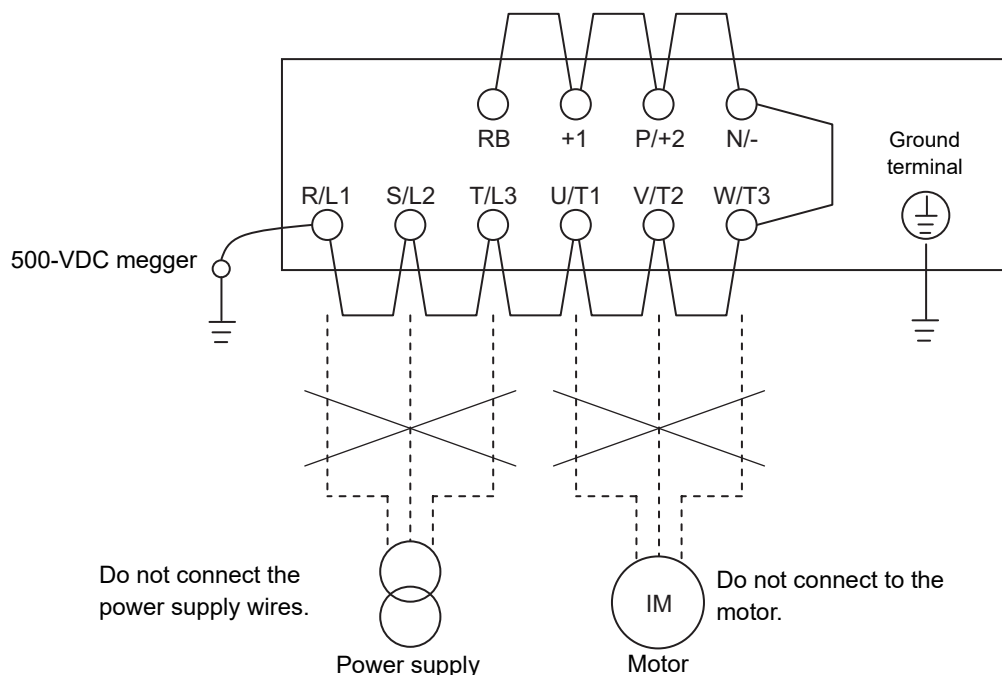 RB +1 P/+2 N/-
Ground
terminal
R/L1 S/L2 T/L3 U/T1 V/T2 W/T3
500-VDC megger
Do not connect the
power supply wires.
Power supply
IM
Do not connect to the
motor.
Motor